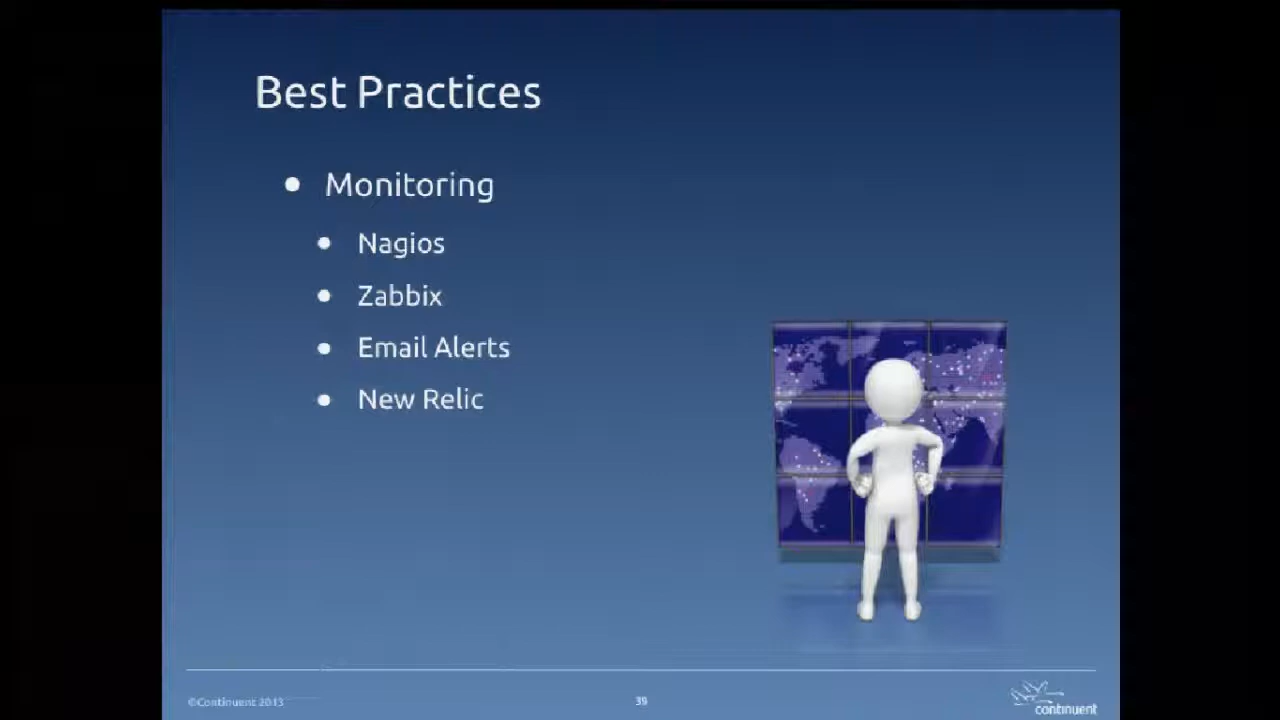 Best Practices
• Monitoring
• Nagios
• Zabbix
• Email Alerts
• New Relic
©Continuent 2013
39
continuent